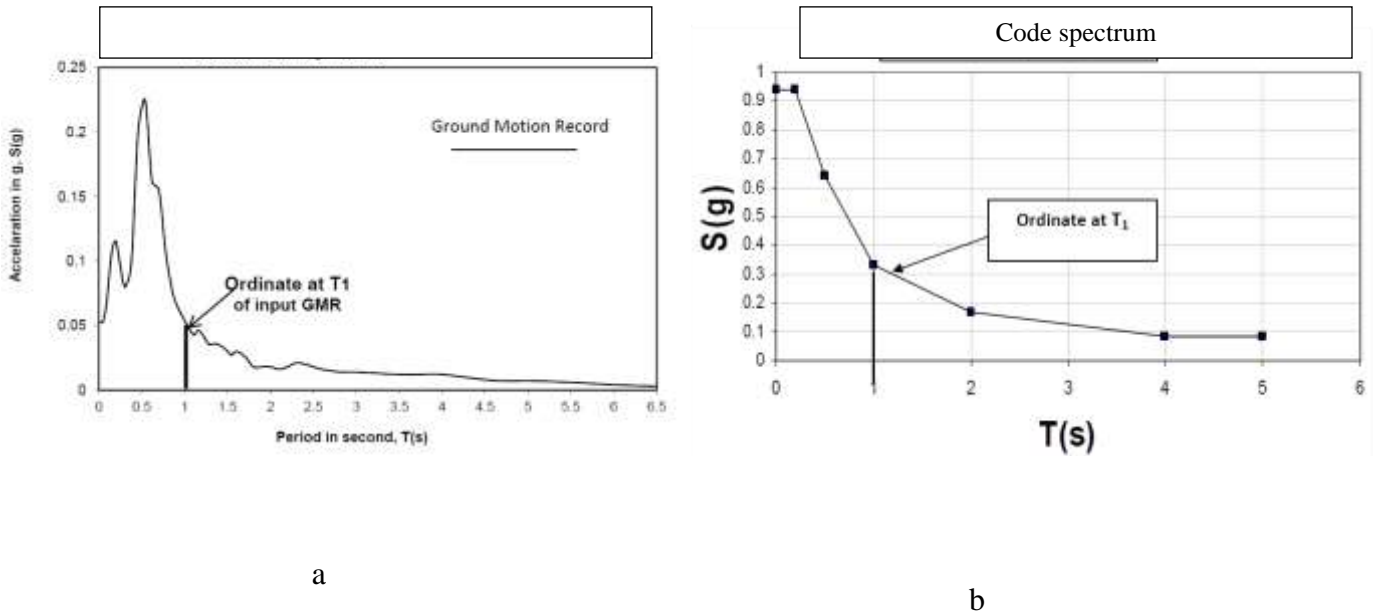 0.25
0.2
0.15
0.1
0.05
0
Accelaration in g, S(g)
Ground Motion Record
Ordinate at T1
of input GMR
0 0.5 1 1.5 2 2.5 3 3.5 4 4.5 5 5.5 6 6.5
Period in second, T(s)
a
Code spectrum
1
0.9
0.8
0.7
0.6
0.5
0.4
0.3
0.2
0.1
0
S(g)
Ordinate at T₁
0 1 2 3 4 5 6
T(s)
b